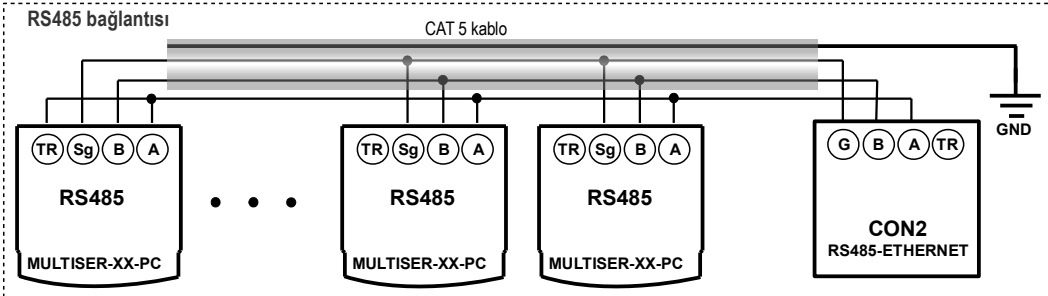 RS485 bağlantısı
CAT 5 kablo
GND
TR Sg B A
RS485
MULTISER-XX-PC
TR Sg B A
RS485
MULTISER-XX-PC
TR Sg B A
RS485
MULTISER-XX-PC
G B A TR
CON2
RS485-ETHERNET